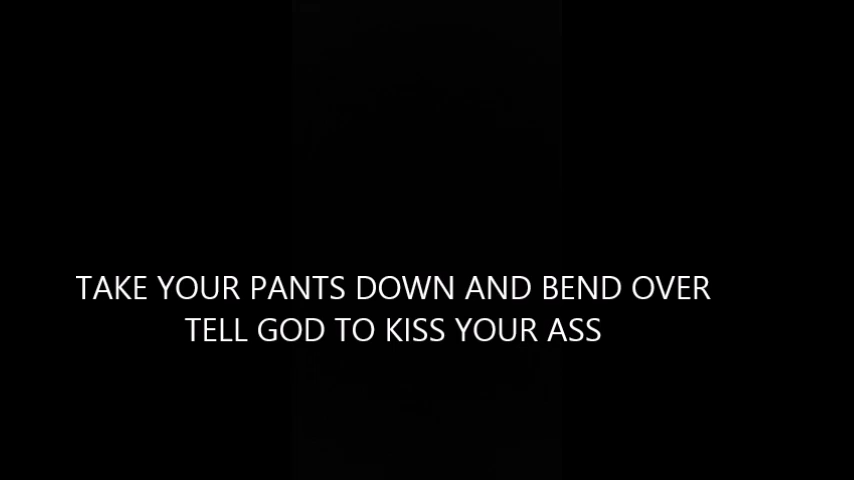 TAKE YOUR PANTS DOWN AND BEND OVER
TELL GOD TO KISS YOUR ASS